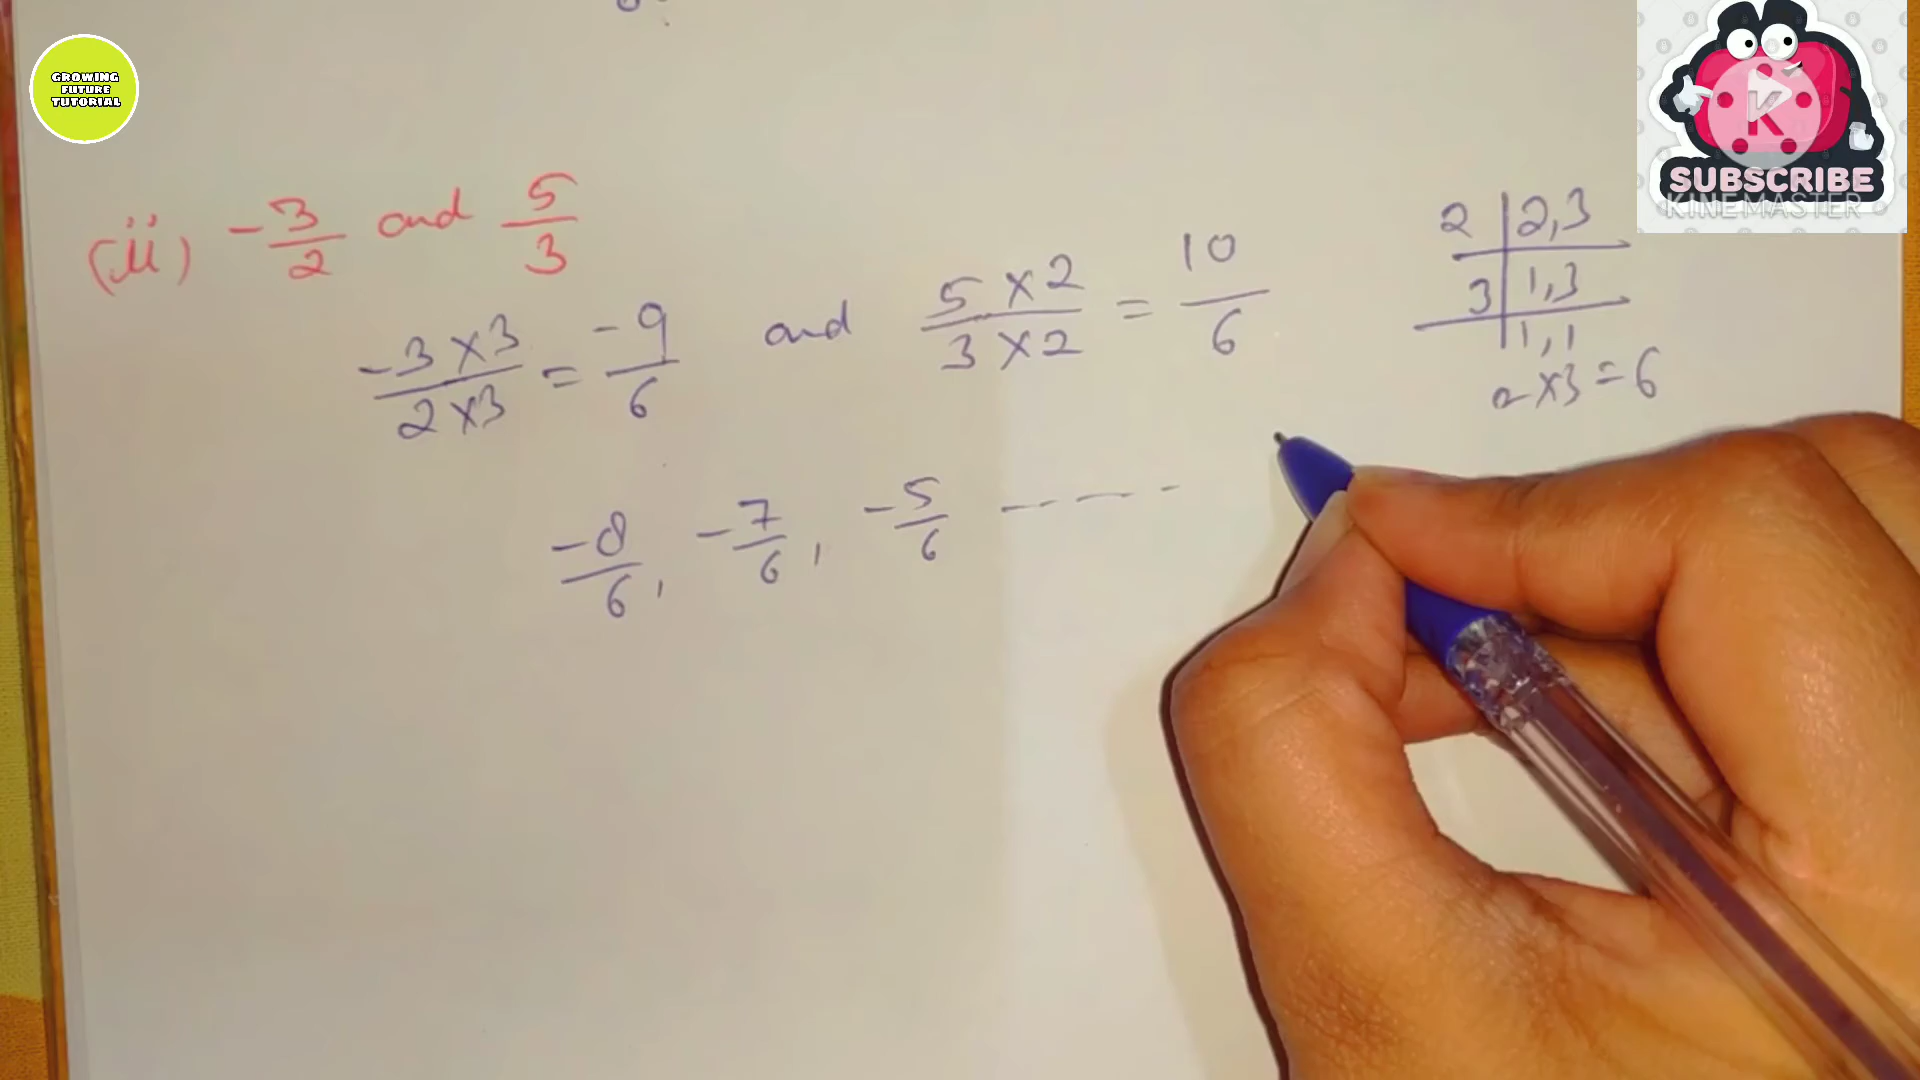 GROWING
FUTURE
TUTORIAL
SUBSCRIBE
KINEMASTER
(ii) -3/2 and 5/3
-3×3/2×3 = -9/6 and 5×2/3×2 = 10/6
-8/6, -7/6, -5/6 ----
2 | 2,3
3 | 1,3
1,1
2×3=6